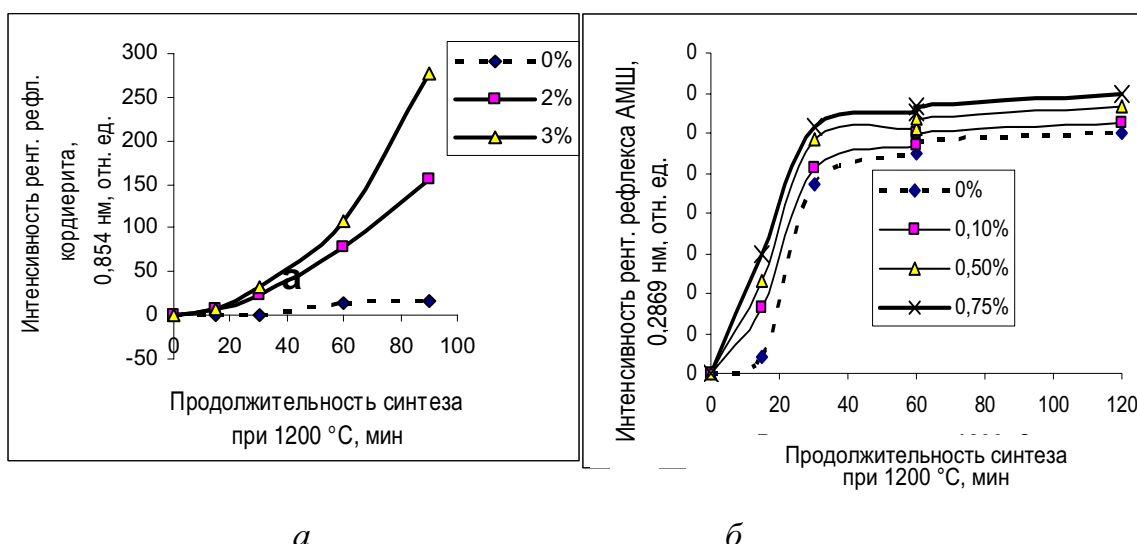 Интенсивность рент. рефл.
кордиерита,
0,854 нм, отн. ед.
300
250
200
150
100
50
0
-50
0 20 40 60 80 100
а
0%
2%
3%
Продолжительность синтеза
при 1200 °С, мин
а
Интенсивность рент. рефлекса АМШ,
0,2869 нм, отн. ед.
0
0
0
0
0
0
0
0
0
0 20 40 60 80 100 120
0%
0,10%
0,50%
0,75%
Продолжительность синтеза
при 1200 °С, мин
б